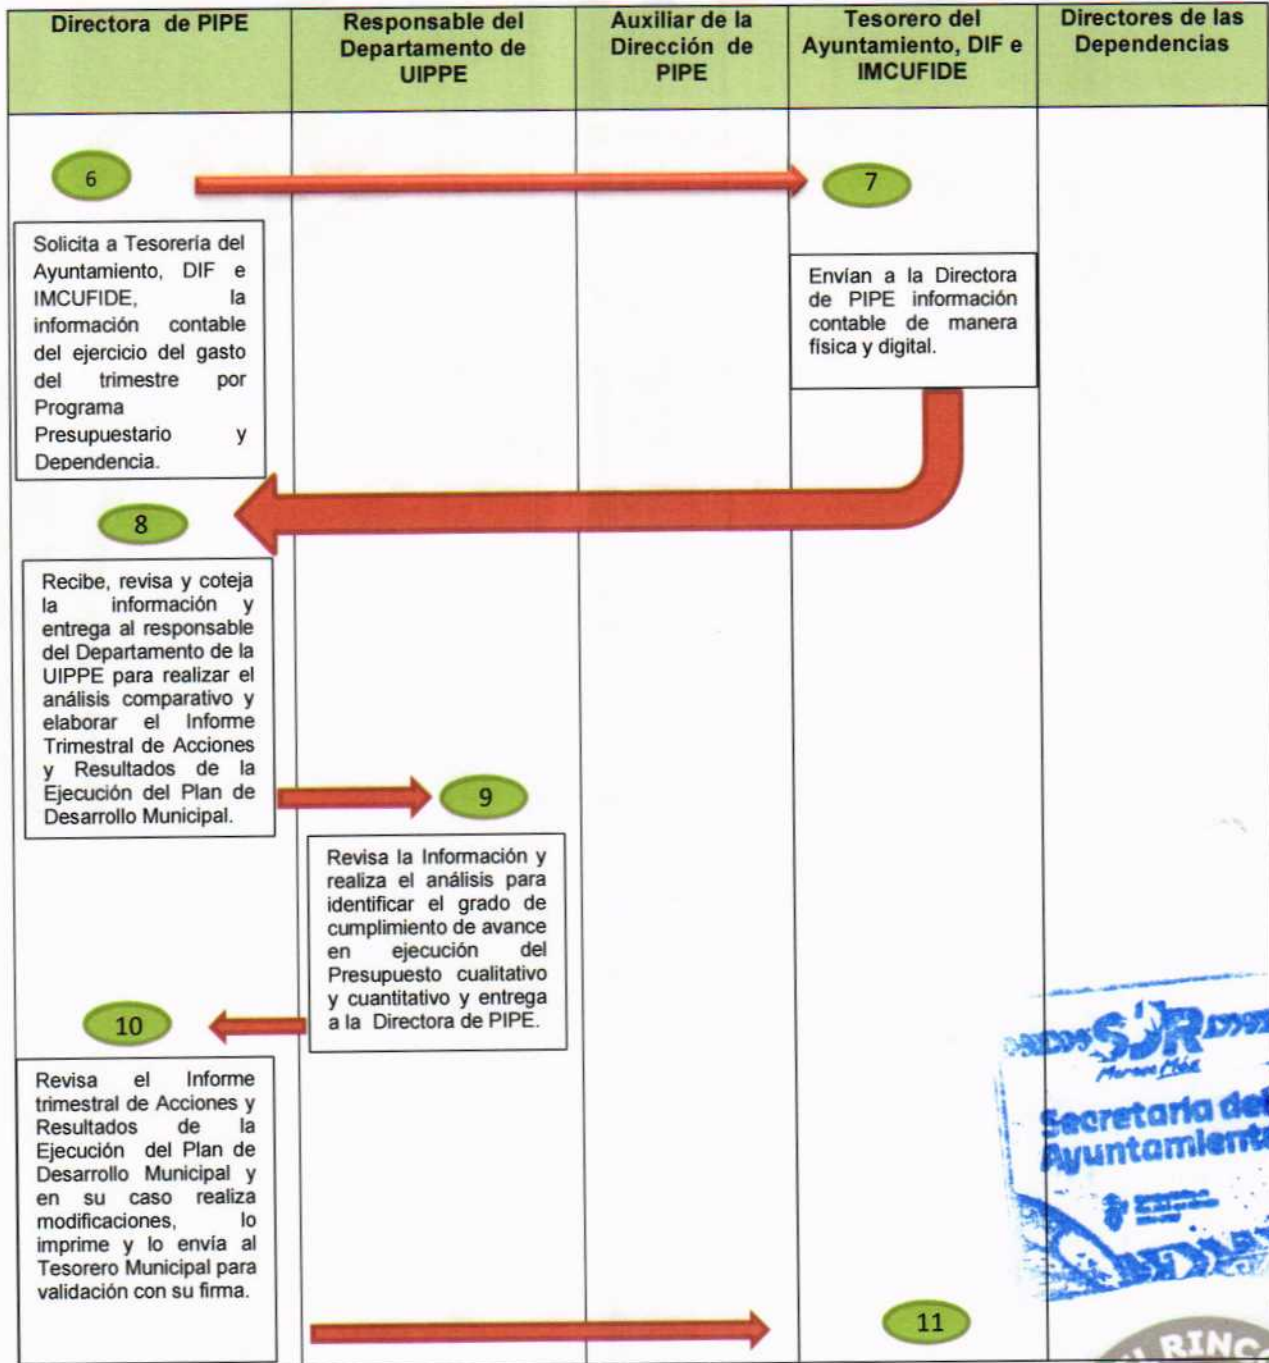 Directora de PIPE
Responsable del
Departamento de
UIPPE
Auxiliar de la
Dirección de
PIPE
Tesorero del
Ayuntamiento, DIF e
IMCUFIDE
Directores de las
Dependencias
6
7
Solicita a Tesorería del
Ayuntamiento, DIF e
IMCUFIDE, la
información contable
del ejercicio del gasto
del trimestre por
Programa
Presupuestario y
Dependencia.
Envían a la Directora
de PIPE información
contable de manera
física y digital.
8
Recibe, revisa y coteja
la información y
entrega al responsable
del Departamento de la
UIPPE para realizar el
análisis comparativo y
elaborar el Informe
Trimestral de Acciones
y Resultados de la
Ejecución del Plan de
Desarrollo Municipal.
9
Revisa la Información y
realiza el análisis para
identificar el grado de
cumplimiento de avance
en ejecución del
Presupuesto cualitativo
y cuantitativo y entrega
a la Directora de PIPE.
10
Revisa el Informe
trimestral de Acciones y
Resultados de la
Ejecución del Plan de
Desarrollo Municipal y
en su caso realiza
modificaciones, lo
imprime y lo envía al
Tesorero Municipal para
validación con su firma.
11
SJR
Secretaría del
Ayuntamiento
RINC